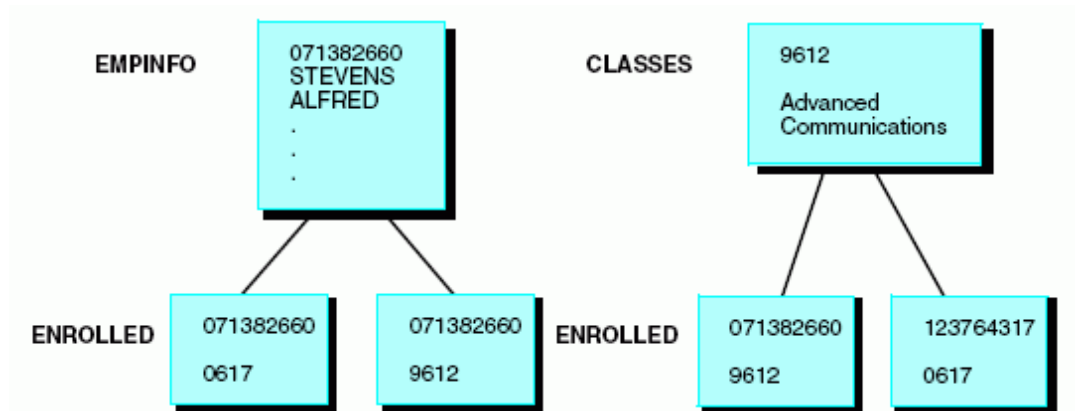 EMPINFO
071382660
STEVENS
ALFRED
.
.
.
CLASSES
9612
Advanced
Communications
ENROLLED
071382660
0617
071382660
9612
ENROLLED
071382660
9612
123764317
0617